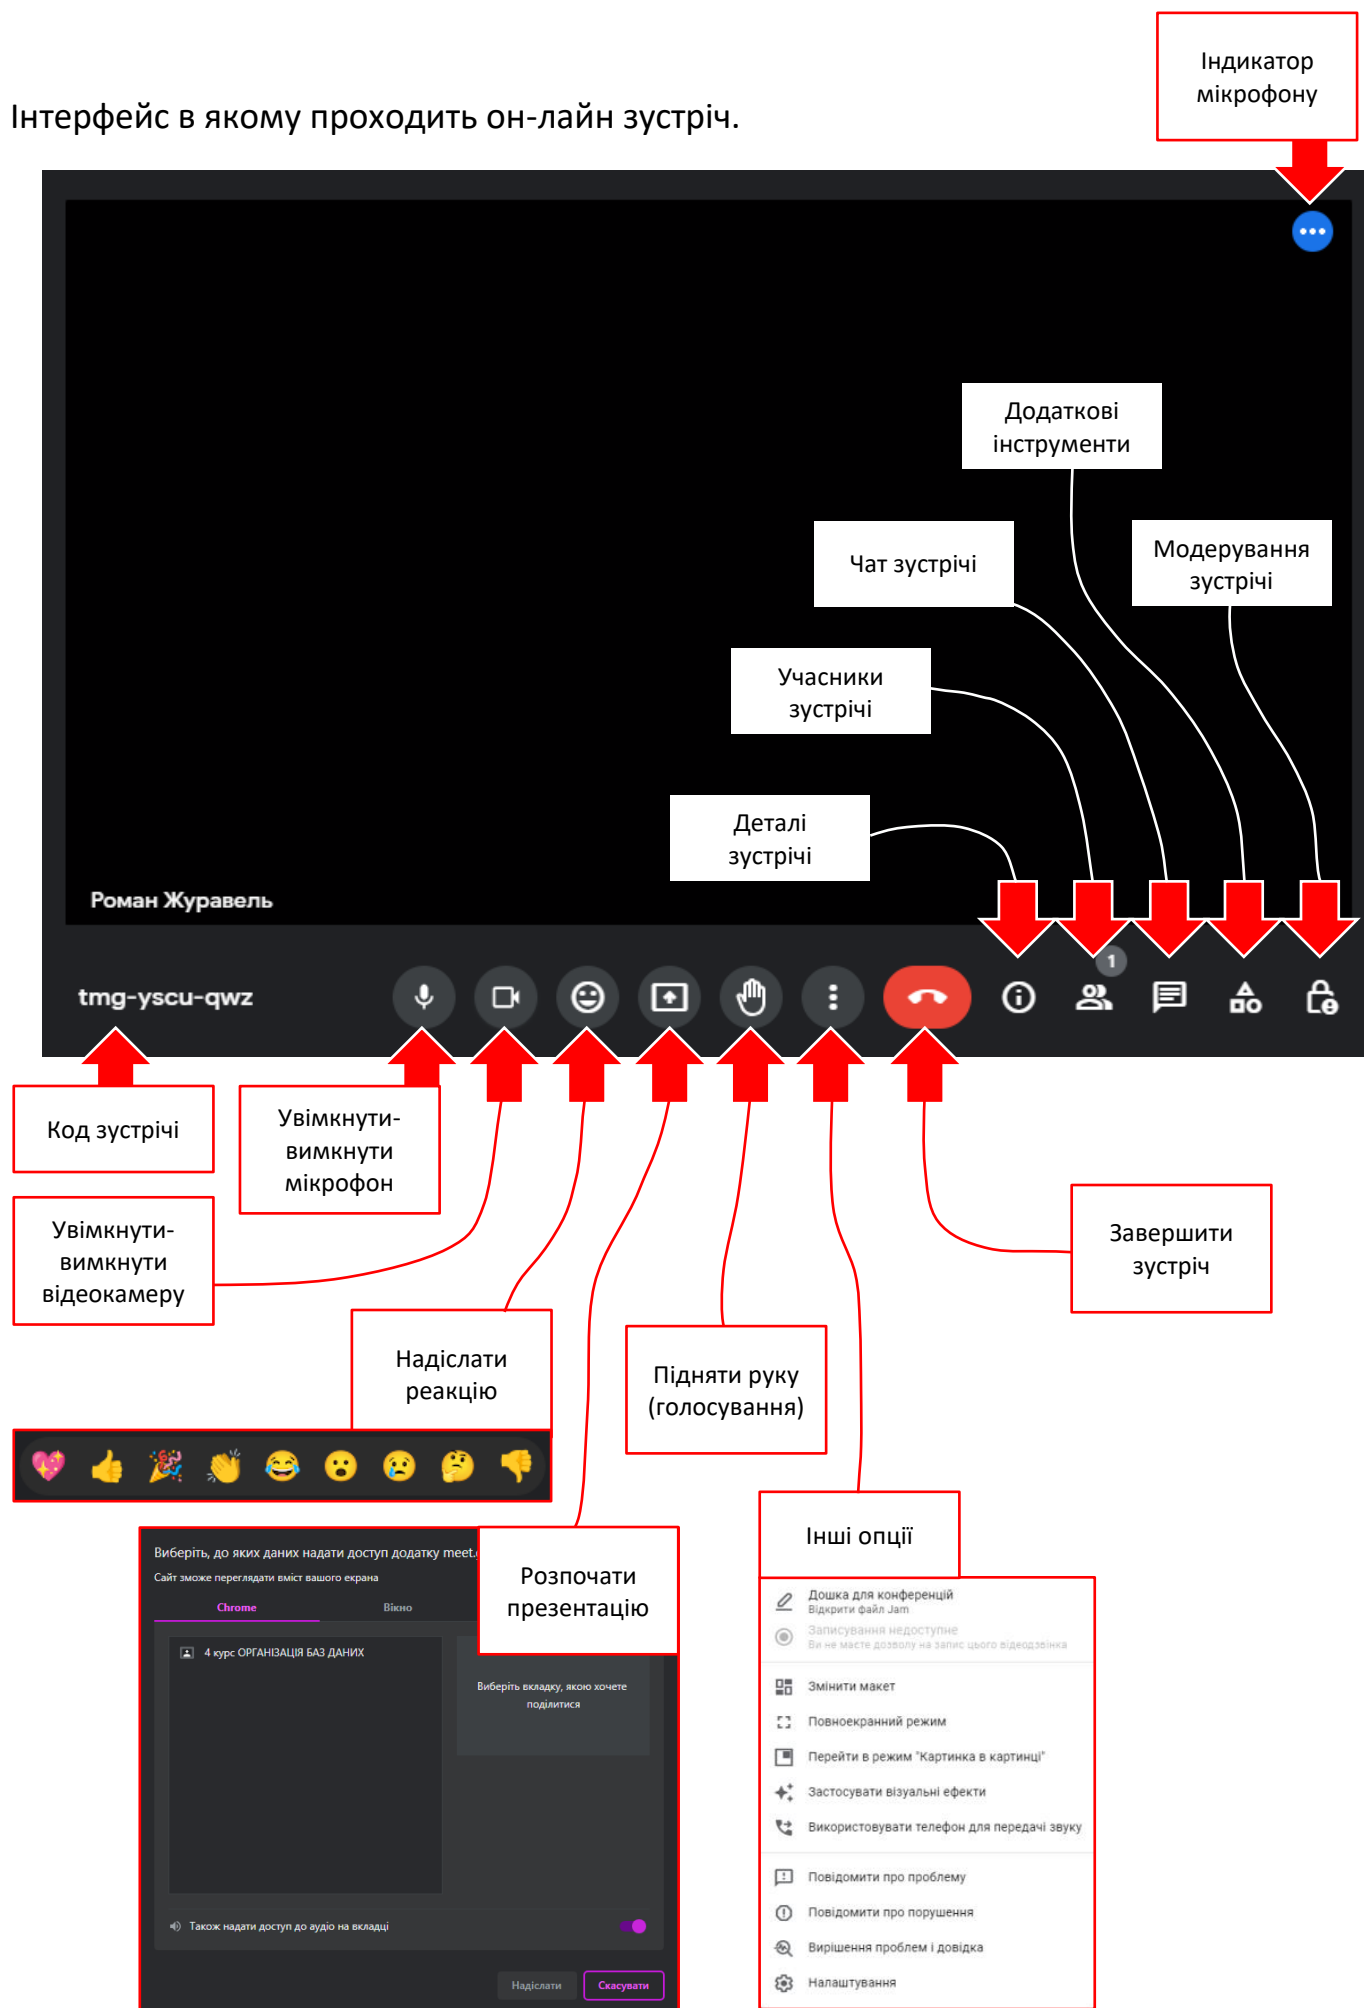 Індикатор
мікрофону
Інтерфейс в якому проходить он-лайн зустріч.
Додаткові
інструменти
Чат зустрічі
Модерування
зустрічі
Учасники
зустрічі
Деталі
зустрічі
Роман Журавель
1
tmg-yscu-qwz
Код зустрічі
Увімкнути-
вимкнути
мікрофон
Увімкнути-
вимкнути
відеокамеру
Завершити
зустріч
Надіслати
реакцію
Підняти руку
(голосування)
Розпочати
презентацію
Інші опції
Виберіть, до яких даних надати доступ додатку meet.
Сайт зможе переглядати вміст вашого екрана
Chrome
Вікно
4 курс ОРГАНІЗАЦІЯ БАЗ ДАНИХ
Виберіть вкладку, якою хочете
поділитися
Також надати доступ до аудіо на вкладці
Надіслати
Скасувати
Дошка для конференцій
Відкрити файл Jam
Записування недоступне
Ви не маєте дозволу на запис цього відеодзвінка
Змінити макет
Повноекранний режим
Перейти в режим "Картинка в картинці"
Застосувати візуальні ефекти
Використовувати телефон для передачі звуку
Повідомити про проблему
Повідомити про порушення
Вирішення проблем і довідка
Налаштування